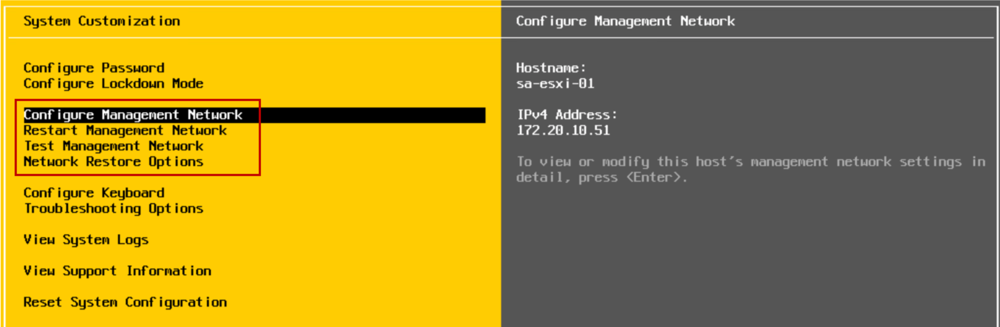 System Customization
Configure Password
Configure Lockdown Mode
Configure Management Network
Restart Management Network
Test Management Network
Network Restore Options
Configure Keyboard
Troubleshooting Options
View System Logs
View Support Information
Reset System Configuration
Configure Management Network
Hostname:
sa-esxi-01
IPv4 Address:
172.20.10.51
To view or modify this host's management network settings in
detail, press <Enter>.